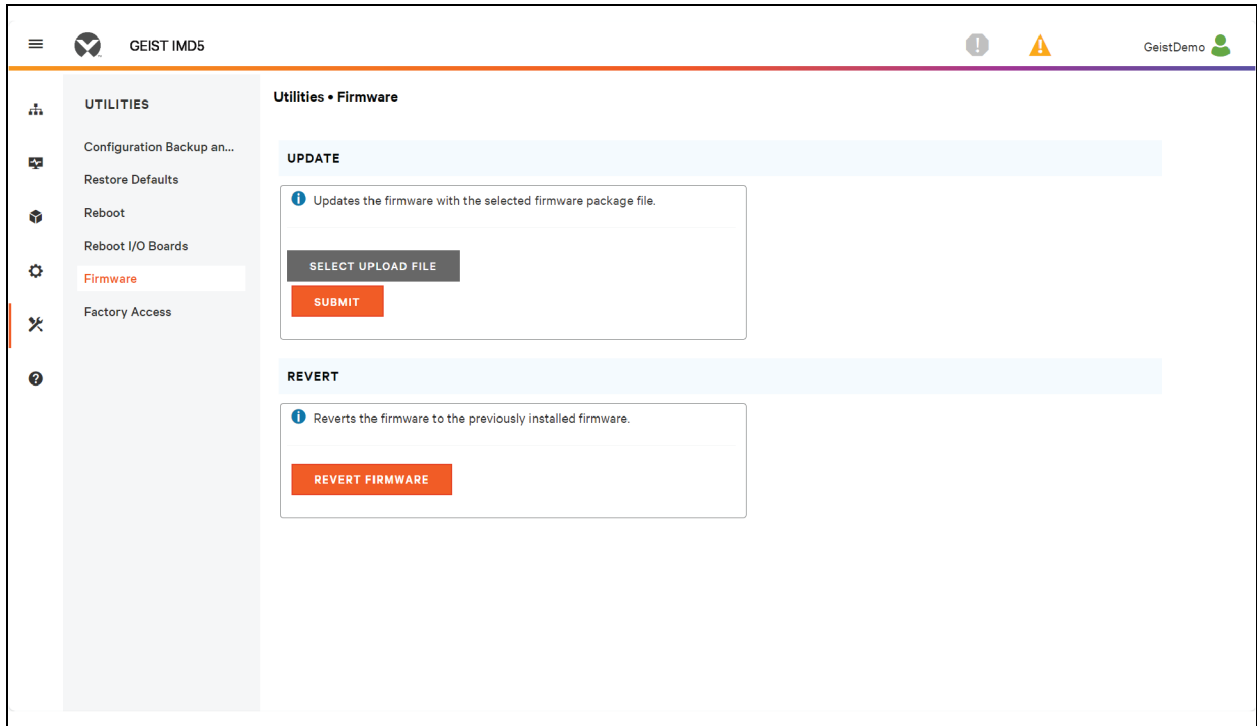 GEIST IMD5
GeistDemo
UTILITIES
Configuration Backup an...
Restore Defaults
Reboot
Reboot I/O Boards
Firmware
Factory Access
Utilities • Firmware
UPDATE
Updates the firmware with the selected firmware package file.
SELECT UPLOAD FILE
SUBMIT
REVERT
Reverts the firmware to the previously installed firmware.
REVERT FIRMWARE